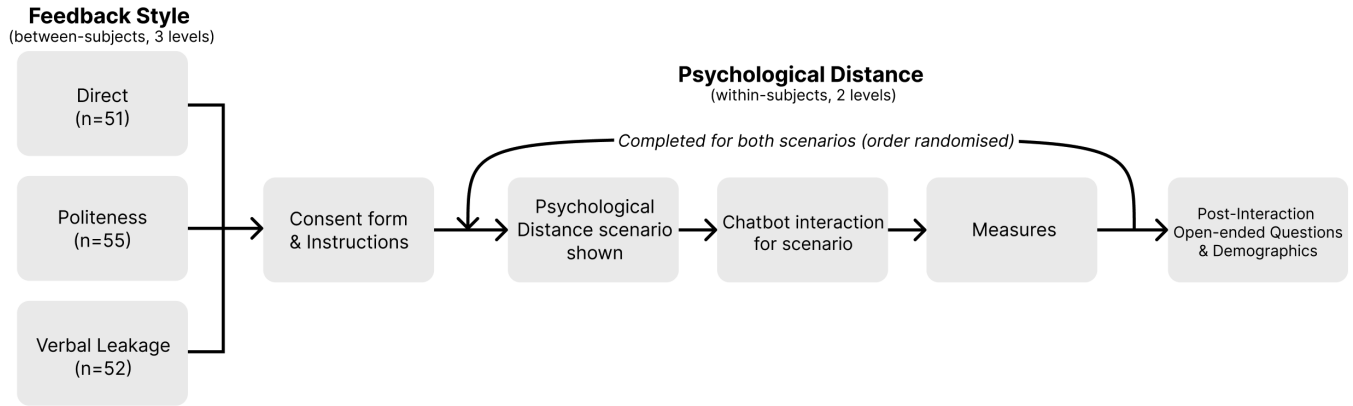 Feedback Style
(between-subjects, 3 levels)
Direct
(n=51)
Politeness
(n=55)
Verbal Leakage
(n=52)
Consent form
& Instructions
Psychological Distance
(within-subjects, 2 levels)
Completed for both scenarios (order randomised)
Psychological
Distance scenario
shown
Chatbot interaction
for scenario
Measures
Post-Interaction
Open-ended Questions
& Demographics